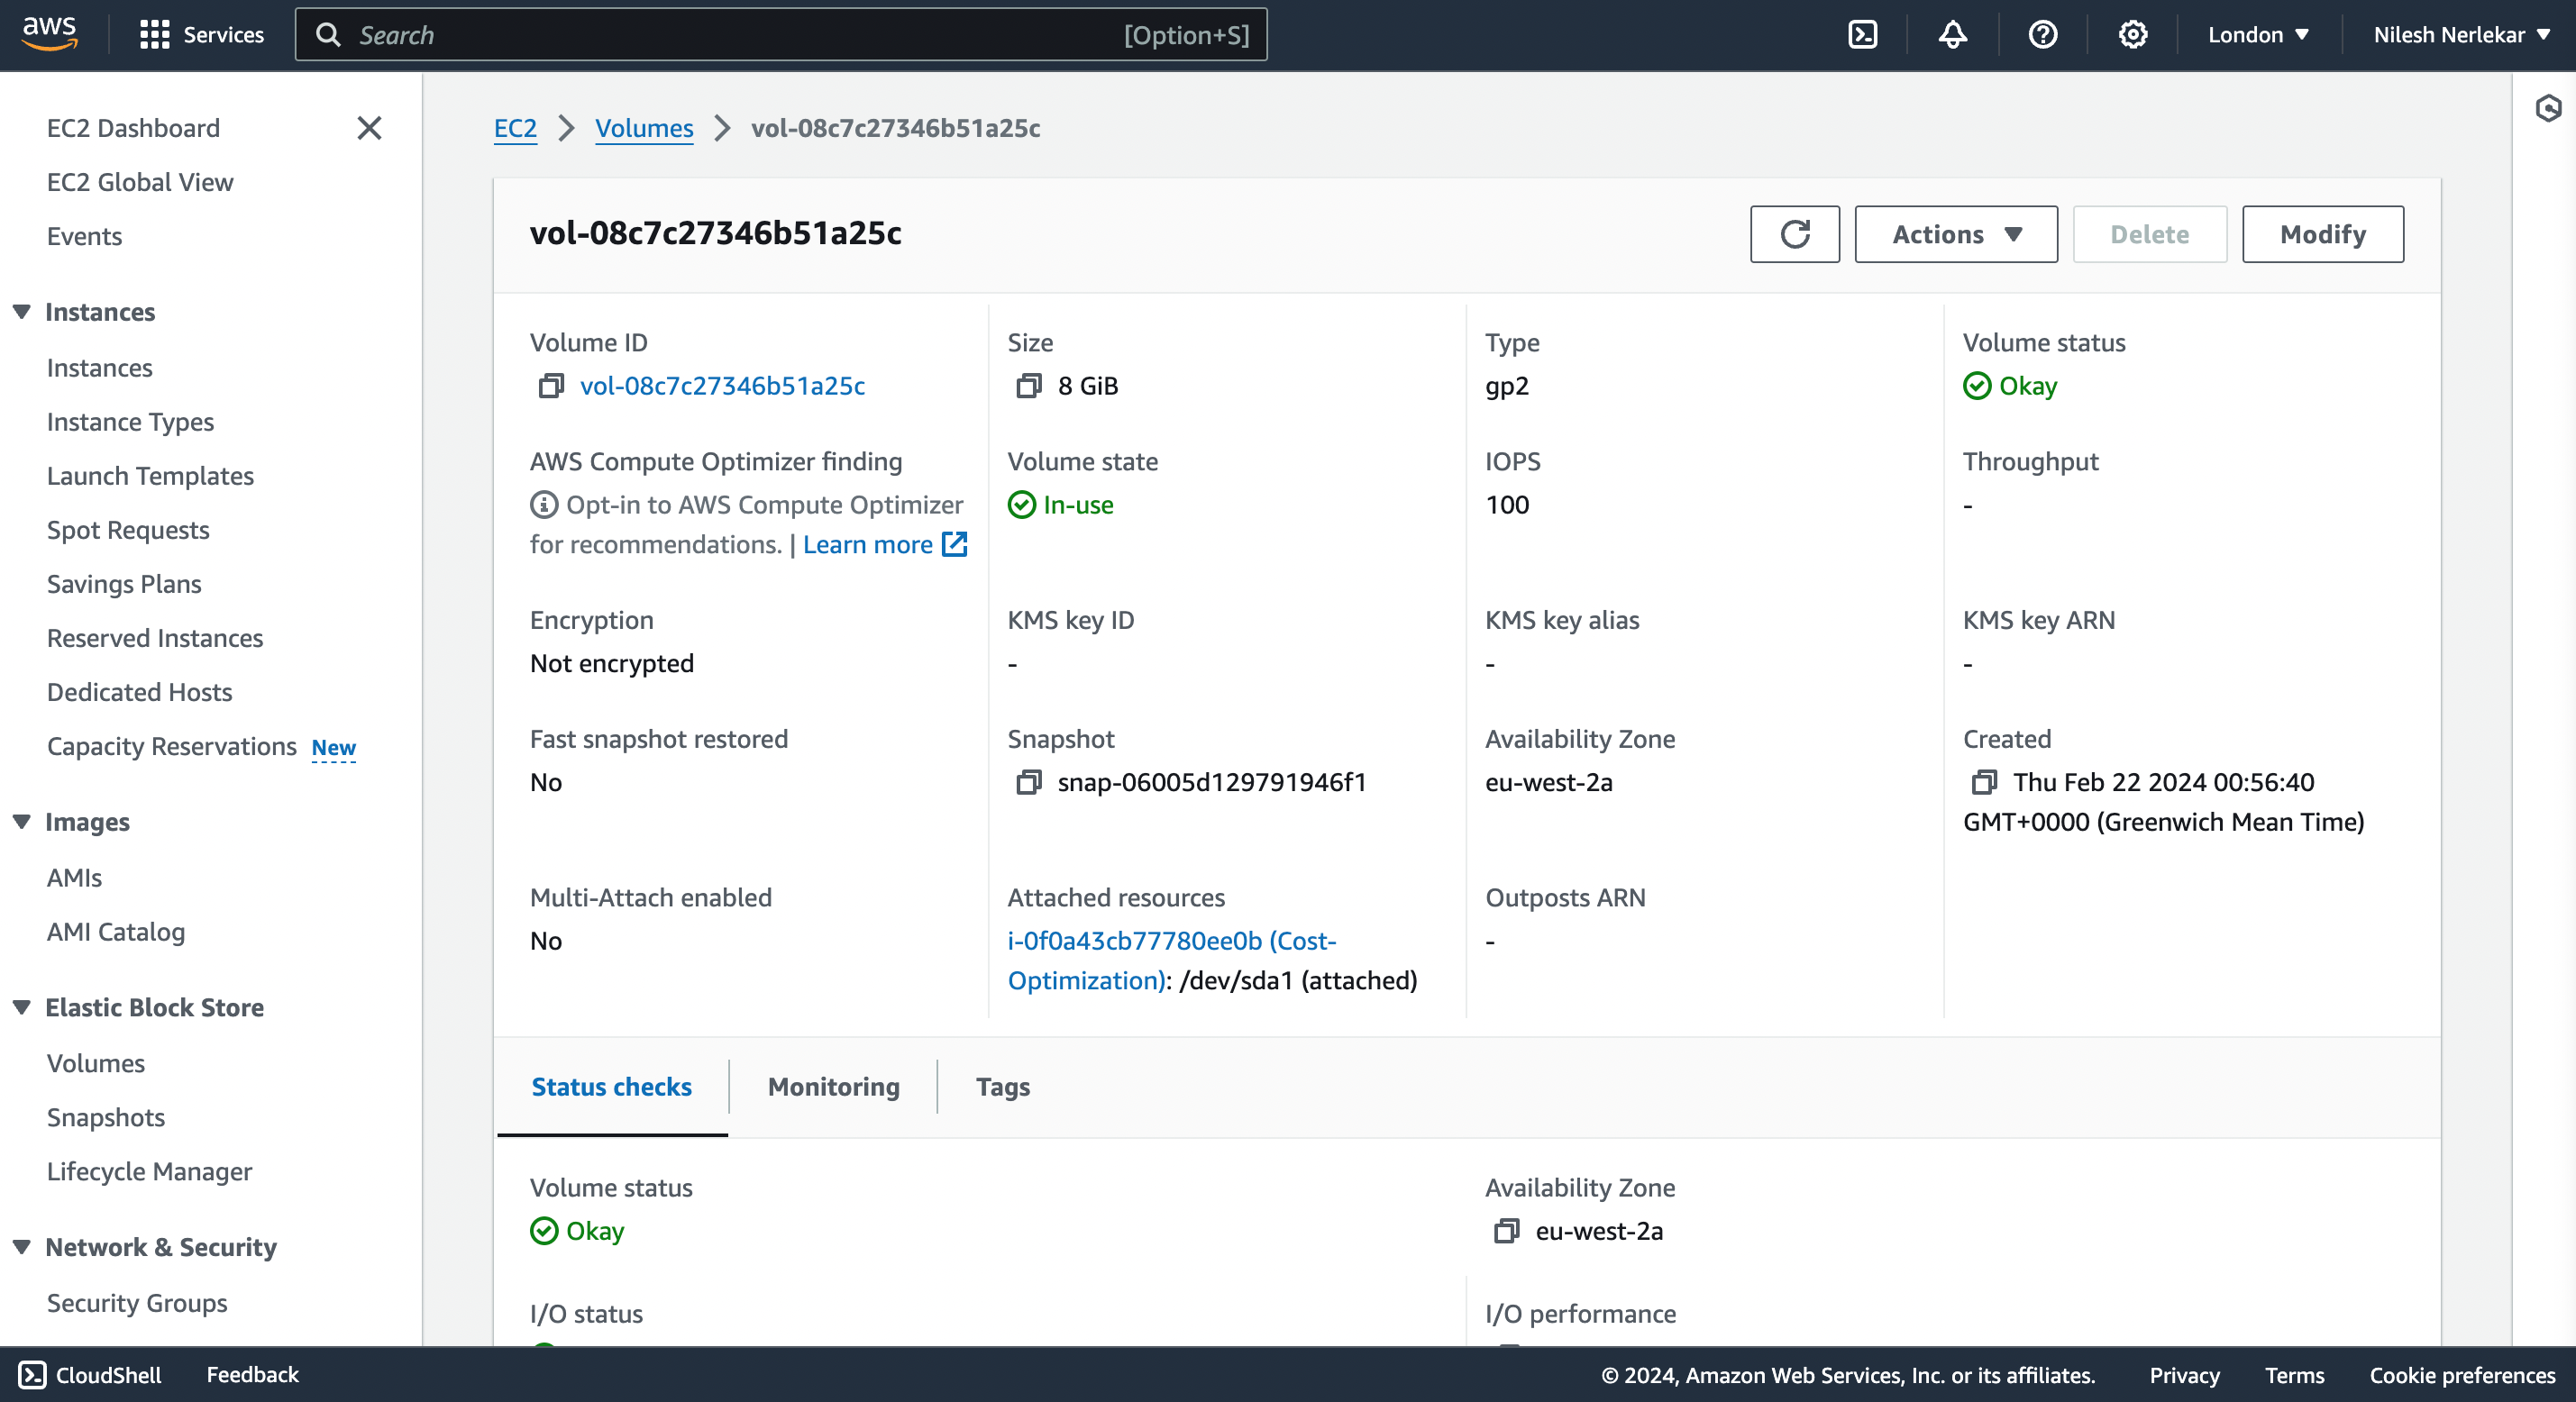 aws
Services
Search
[Option+S]
London
Nilesh Nerlekar
EC2 Dashboard
EC2 Global View
Events
Instances
Instances
Instance Types
Launch Templates
Spot Requests
Savings Plans
Reserved Instances
Dedicated Hosts
Capacity Reservations New
Images
AMIs
AMI Catalog
Elastic Block Store
Volumes
Snapshots
Lifecycle Manager
Network & Security
Security Groups
EC2 > Volumes > vol-08c7c27346b51a25c
vol-08c7c27346b51a25c
Actions
Delete
Modify
Volume ID
vol-08c7c27346b51a25c
Size
8 GiB
Type
gp2
Volume status
Okay
AWS Compute Optimizer finding
Opt-in to AWS Compute Optimizer
for recommendations. | Learn more
Volume state
In-use
IOPS
100
Throughput
-
Encryption
Not encrypted
KMS key ID
-
KMS key alias
-
KMS key ARN
-
Fast snapshot restored
No
Snapshot
snap-06005d129791946f1
Availability Zone
eu-west-2a
Created
Thu Feb 22 2024 00:56:40
GMT+0000 (Greenwich Mean Time)
Multi-Attach enabled
No
Attached resources
i-0f0a43cb77780ee0b (Cost-
Optimization): /dev/sda1 (attached)
Outposts ARN
-
Status checks
Monitoring
Tags
Volume status
Okay
Availability Zone
eu-west-2a
I/O status
I/O performance
CloudShell
Feedback
© 2024, Amazon Web Services, Inc. or its affiliates.
Privacy
Terms
Cookie preferences